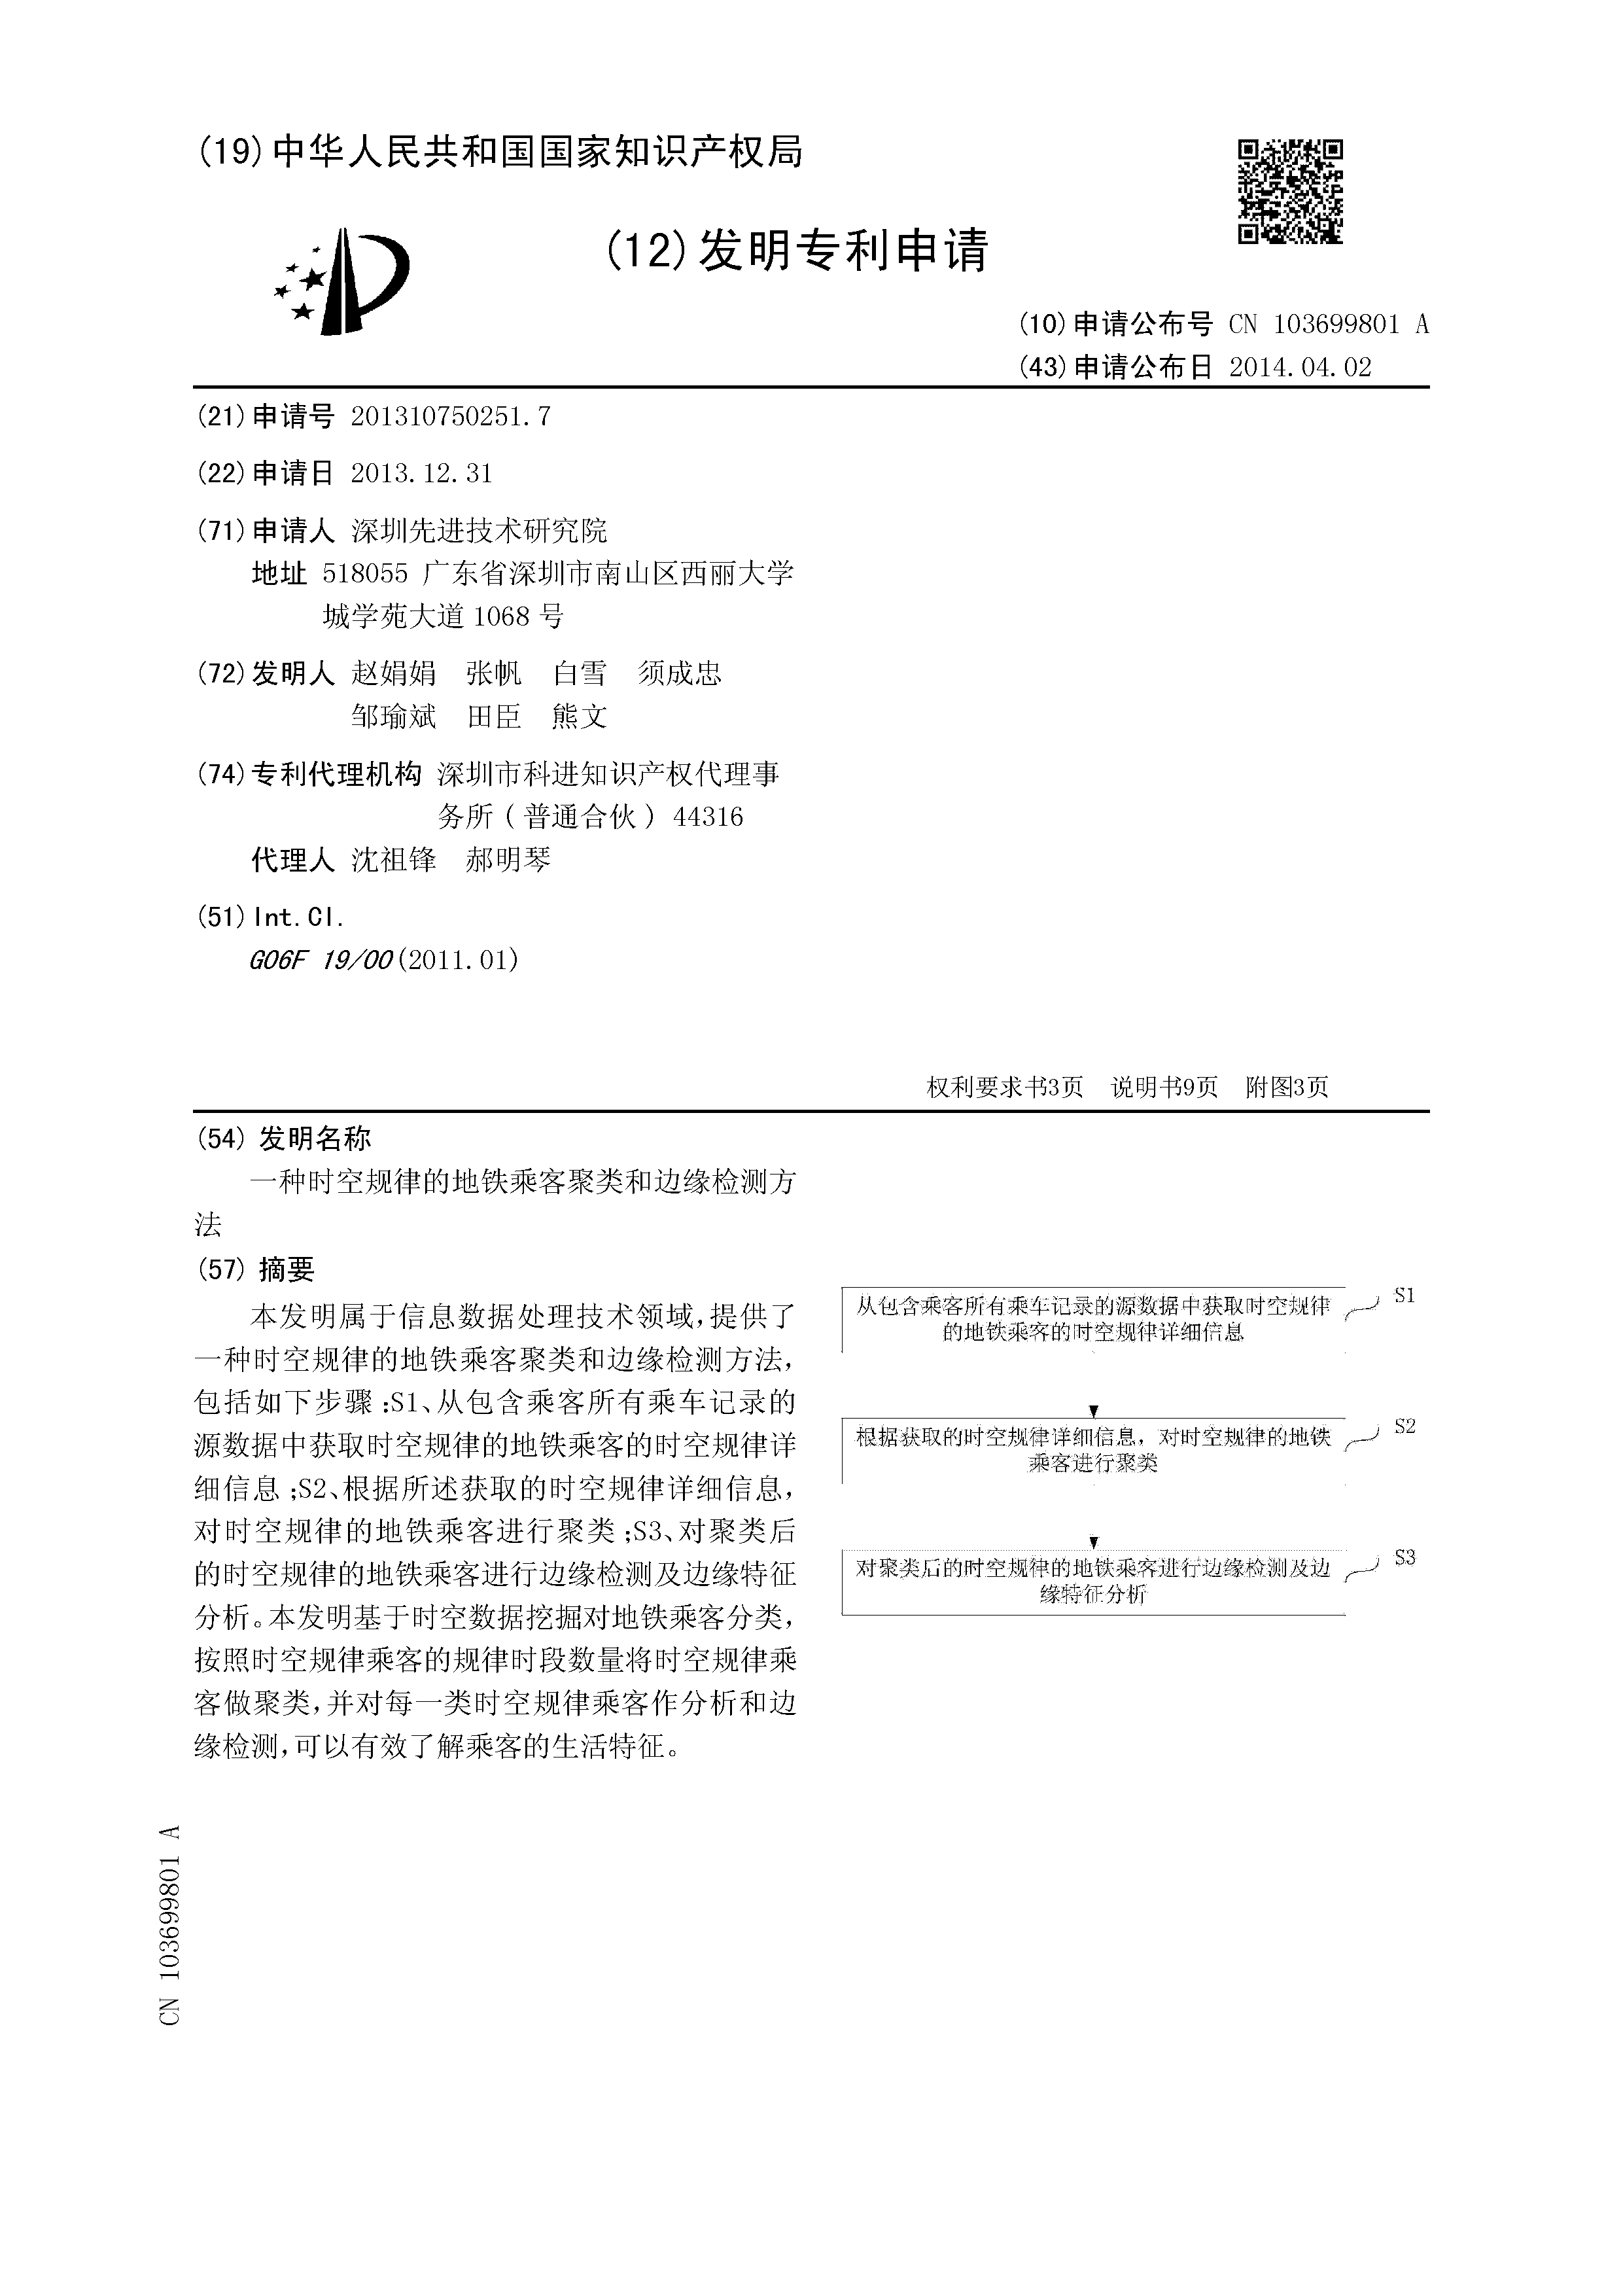 (19)中华人民共和国国家知识产权局
(12)发明专利申请
(10)申请公布号 CN 103699801 A
(43)申请公布日 2014.04.02
(21)申请号 201310750251.7
(22)申请日 2013.12.31
(71)申请人 深圳先进技术研究院
地址 518055 广东省深圳市南山区西丽大学
城学苑大道1068号
(72)发明人 赵娟娟 张帆 白雪 须成忠
邹瑜斌 田臣 熊文
(74)专利代理机构 深圳市科进知识产权代理事
务所(普通合伙) 44316
代理人 沈祖锋 郝明琴
(51)Int.Cl.
G06F 19/00(2011.01)
权利要求书3页 说明书9页 附图3页
(54)发明名称
一种时空规律的地铁乘客聚类和边缘检测方
法
(57)摘要
本发明属于信息数据处理技术领域,提供了
一种时空规律的地铁乘客聚类和边缘检测方法,
包括如下步骤:S1、从包含乘客所有乘车记录的
源数据中获取时空规律的地铁乘客的时空规律详
细信息;S2、根据所述获取的时空规律详细信息,
对时空规律的地铁乘客进行聚类;S3、对聚类后
的时空规律的地铁乘客进行边缘检测及边缘特征
分析。本发明基于时空数据挖掘对地铁乘客分类,
按照时空规律乘客的规律时段数量将时空规律乘
客做聚类,并对每一类时空规律乘客作分析和边
缘检测,可以有效了解乘客的生活特征。
从包含乘客所有乘车记录的源数据中获取时空规律
的地铁乘客的时空规律详细信息
S1
根据获取的时空规律详细信息,对时空规律的地铁
乘客进行聚类
S2
对聚类后的时空规律的地铁乘客进行边缘检测及边
缘特征分析
S3
CN 103699801 A